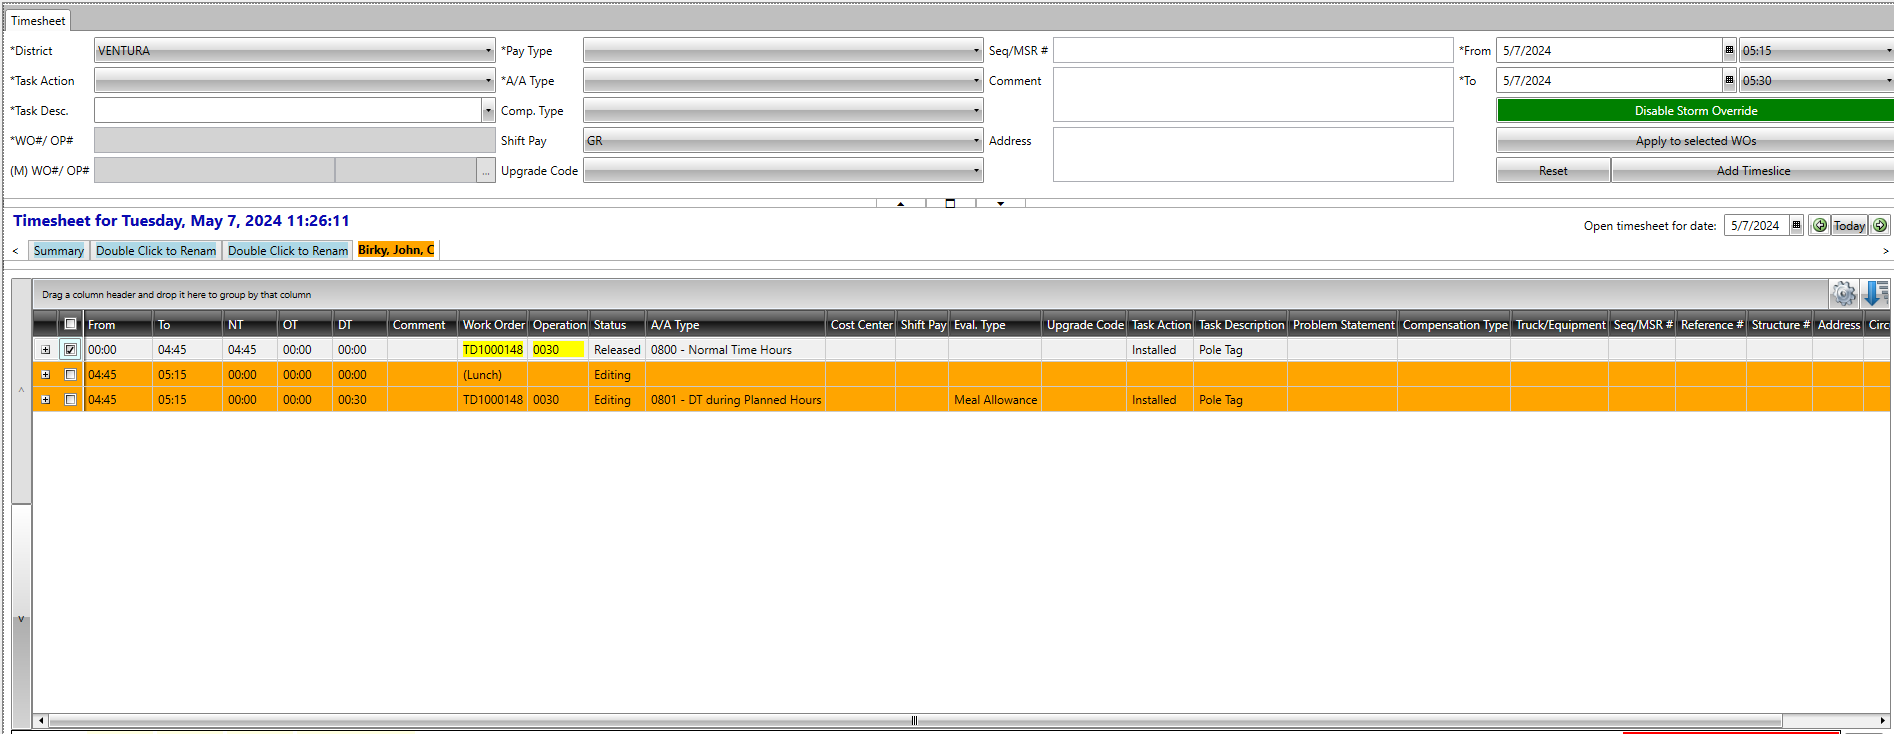 Timesheet
*District VENTURA *Pay Type Seq/MSR # *From 5/7/2024 05:15
*Task Action *A/A Type Comment *To 5/7/2024 05:30
*Task Desc. Comp. Type Disable Storm Override
*WO#/ OP# Shift Pay GR Address Apply to selected WOs
(M) WO#/ OP# ... Upgrade Code Reset Add Timeslice
Timesheet for Tuesday, May 7, 2024 11:26:11
Open timesheet for date: 5/7/2024 Today
< Summary Double Click to Renam Double Click to Renam Birky, John, C >
Drag a column header and drop it here to group by that column
From To NT OT DT Comment Work Order Operation Status A/A Type Cost Center Shift Pay Eval. Type Upgrade Code Task Action Task Description Problem Statement Compensation Type Truck/Equipment Seq/MSR # Reference # Structure # Address Circ
00:00 04:45 04:45 00:00 00:00 TD1000148 0030 Released 0800 - Normal Time Hours Installed Pole Tag
04:45 05:15 00:00 00:00 00:00 (Lunch) Editing
04:45 05:15 00:00 00:00 00:30 TD1000148 0030 Editing 0801 - DT during Planned Hours Meal Allowance Installed Pole Tag